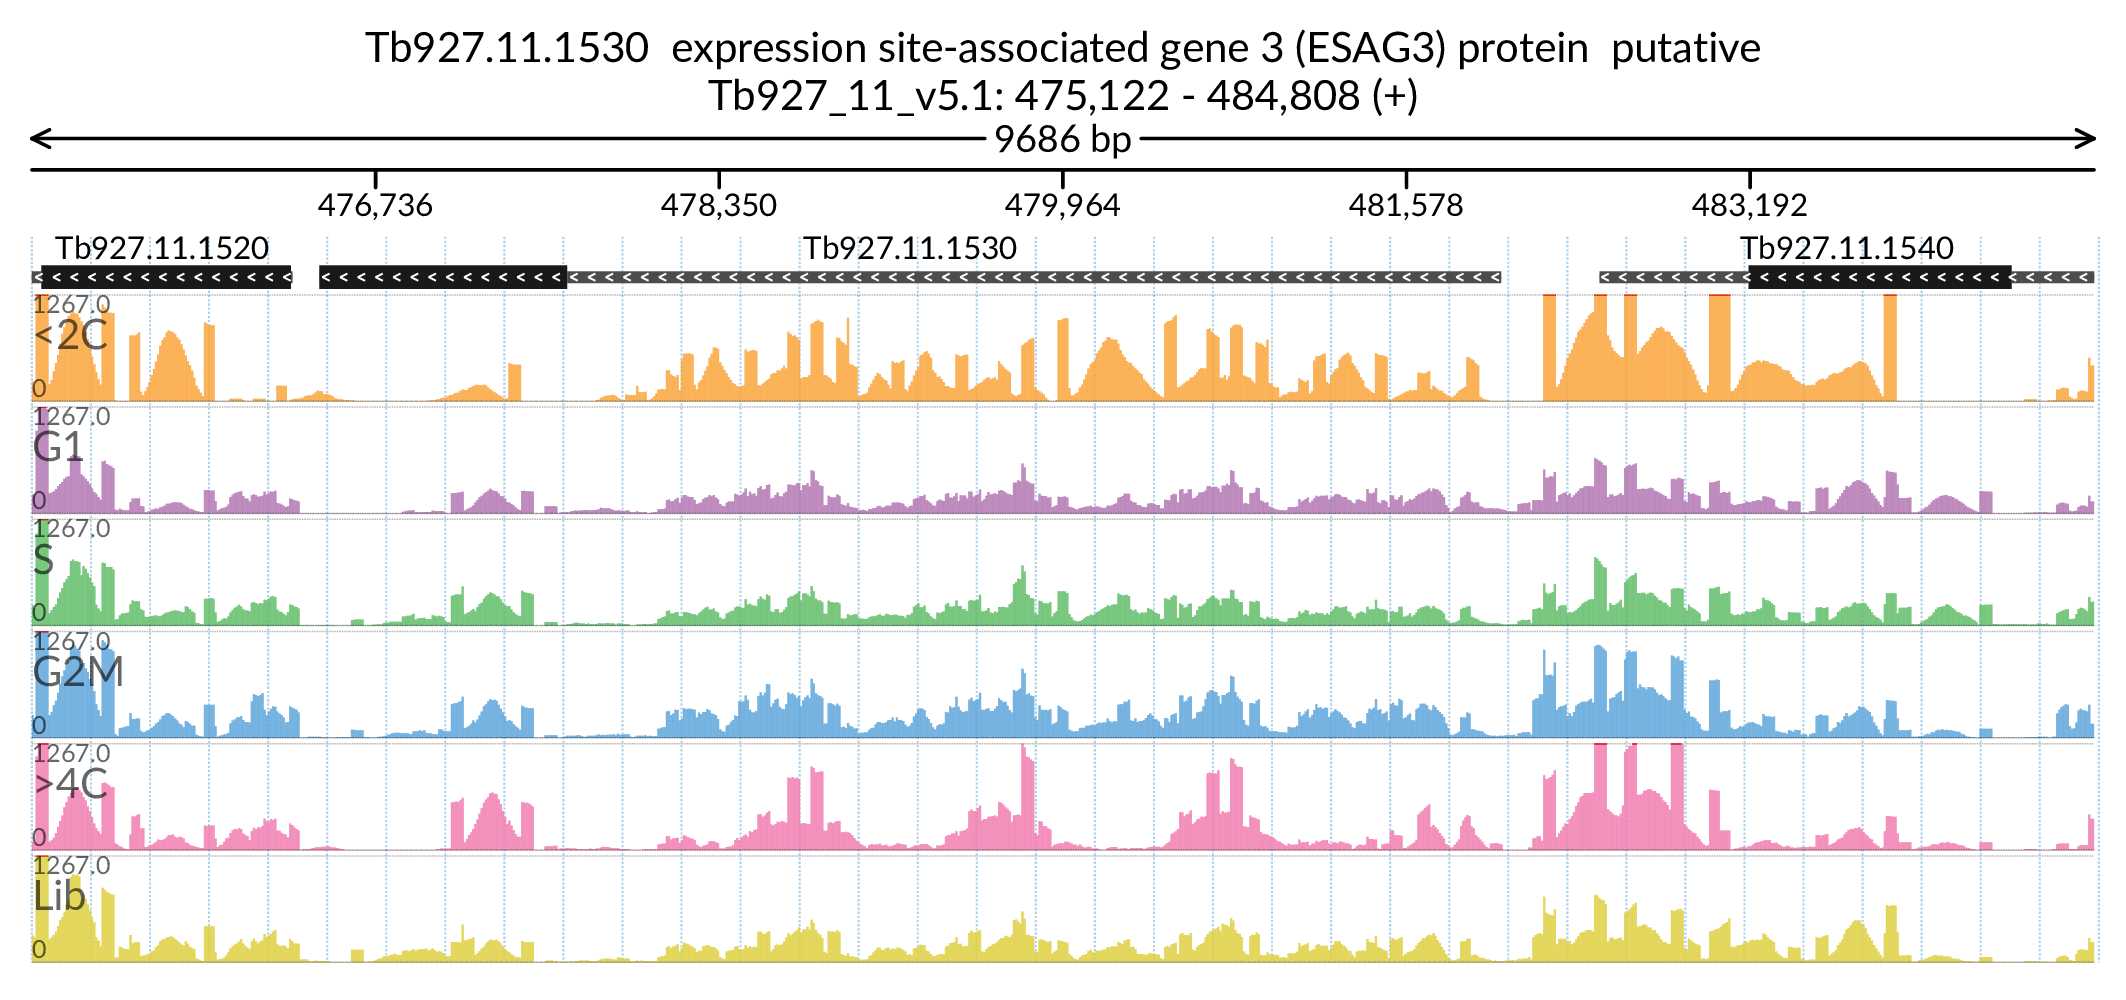 Tb927.11.1530  expression site-associated gene 3 (ESAG3) protein  putative
Tb927_11_v5.1: 475,122 - 484,808 (+)
9686 bp
476,736 478,350 479,964 481,578 483,192
Tb927.11.1520 Tb927.11.1530 Tb927.11.1540
1267.0
<2C
0
1267.0
G1
0
1267.0
S
0
1267.0
G2M
0
1267.0
>4C
0
1267.0
Lib
0